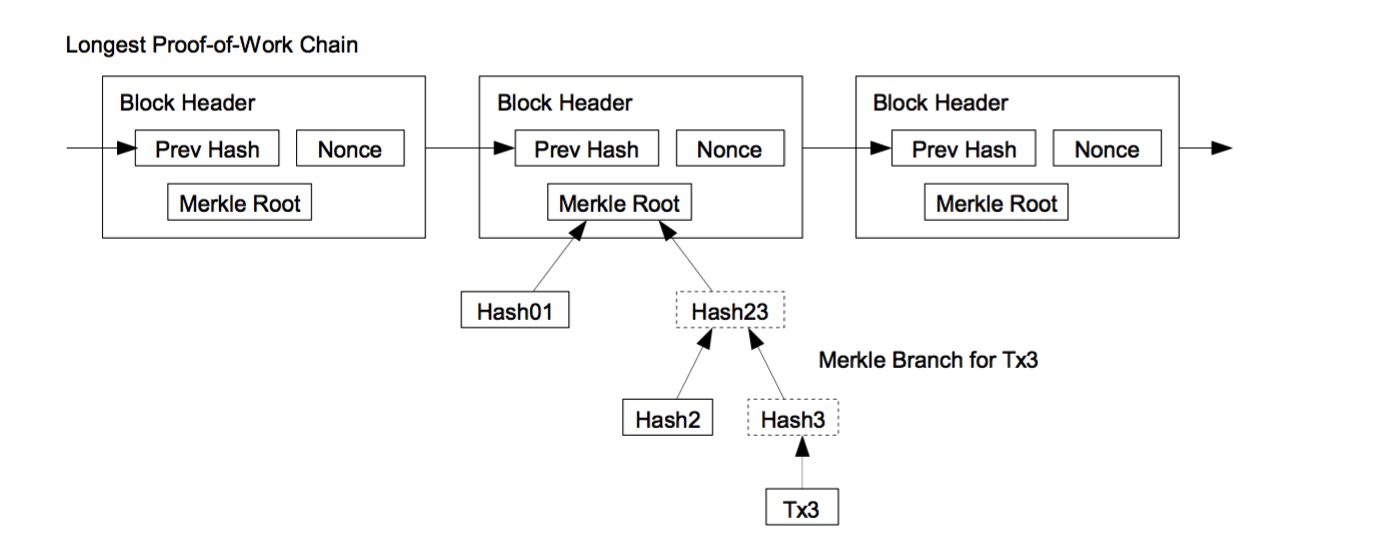 Longest Proof-of-Work Chain
Block Header
Prev Hash
Nonce
Merkle Root
Block Header
Prev Hash
Nonce
Merkle Root
Block Header
Prev Hash
Nonce
Merkle Root
Hash01
Hash23
Merkle Branch for Tx3
Hash2
Hash3
Tx3